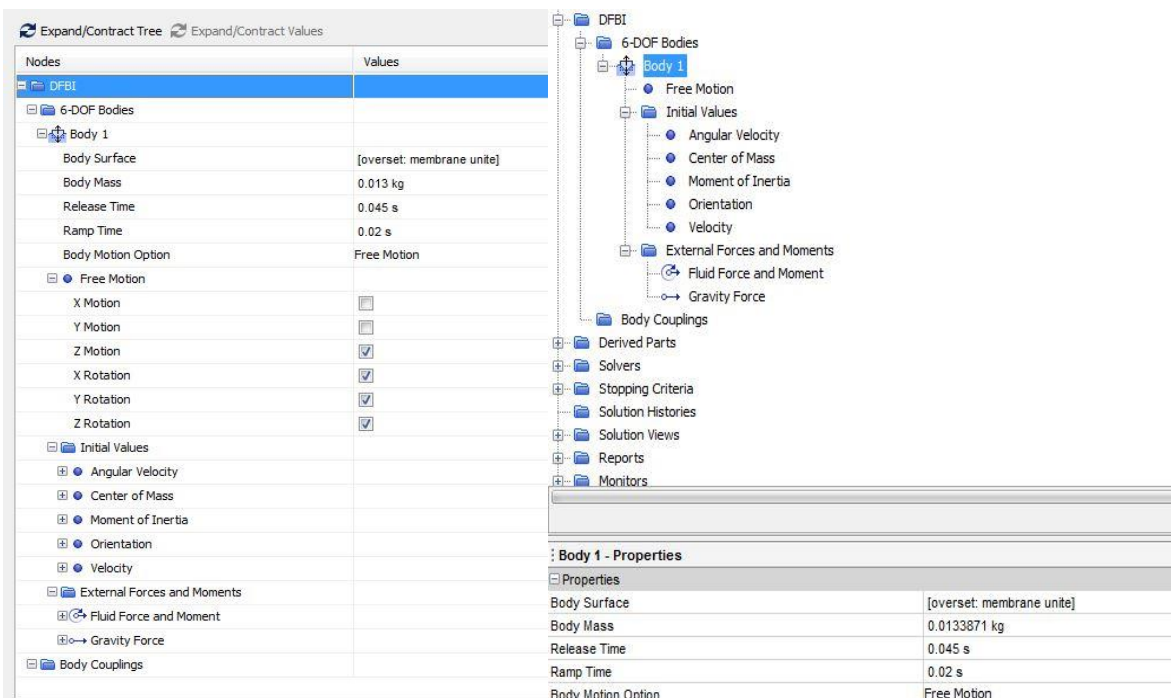 Expand/Contract Tree Expand/Contract Values
Nodes Values
DFBI
6-DOF Bodies
Body 1
Body Surface [overset: membrane unite]
Body Mass 0.013 kg
Release Time 0.045 s
Ramp Time 0.02 s
Body Motion Option Free Motion
Free Motion
X Motion
Y Motion
Z Motion
X Rotation
Y Rotation
Z Rotation
Initial Values
Angular Velocity
Center of Mass
Moment of Inertia
Orientation
Velocity
External Forces and Moments
Fluid Force and Moment
Gravity Force
Body Couplings
DFBI
6-DOF Bodies
Body 1
Free Motion
Initial Values
Angular Velocity
Center of Mass
Moment of Inertia
Orientation
Velocity
External Forces and Moments
Fluid Force and Moment
Gravity Force
Body Couplings
Derived Parts
Solvers
Stopping Criteria
Solution Histories
Solution Views
Reports
Monitors
Body 1 - Properties
Properties
Body Surface [overset: membrane unite]
Body Mass 0.0133871 kg
Release Time 0.045 s
Ramp Time 0.02 s
Body Motion Option Free Motion